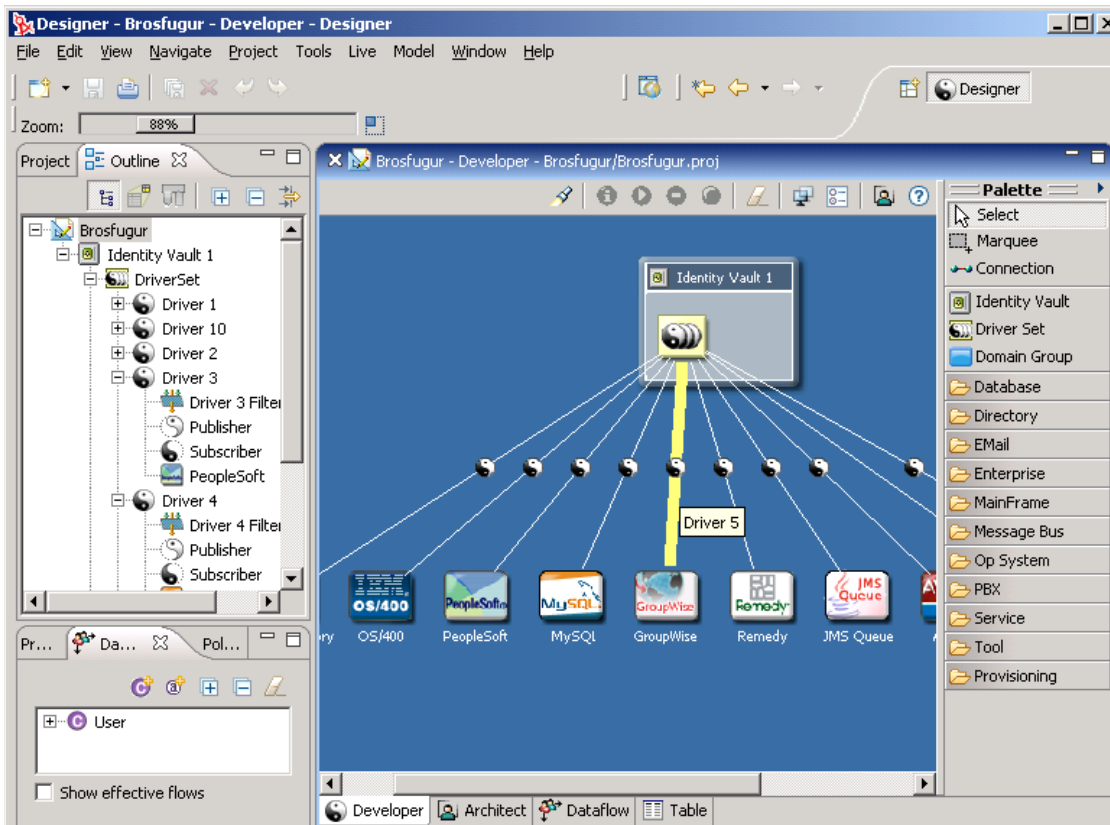 Designer - Brosfugur - Developer - Designer
File Edit View Navigate Project Tools Live Model Window Help
Designer
Zoom: 88%
Project Outline
Brosfugur
Identity Vault 1
DriverSet
Driver 1
Driver 10
Driver 2
Driver 3
Driver 3 Filter
Publisher
Subscriber
PeopleSoft
Driver 4
Driver 4 Filter
Publisher
Subscriber
Pr... Da... Pol...
User
Show effective flows
Brosfugur - Developer - Brosfugur/Brosfugur.proj
Identity Vault 1
Driver 5
IBM
OS/400
PeopleSoft
MySQL
GroupWise
Remedy
JMS
Queue
ry OS/400 PeopleSoft MySQL GroupWise Remedy JMS Queue A
Developer Architect Dataflow Table
Palette
Select
Marquee
Connection
Identity Vault
Driver Set
Domain Group
Database
Directory
EMail
Enterprise
MainFrame
Message Bus
Op System
PBX
Service
Tool
Provisioning